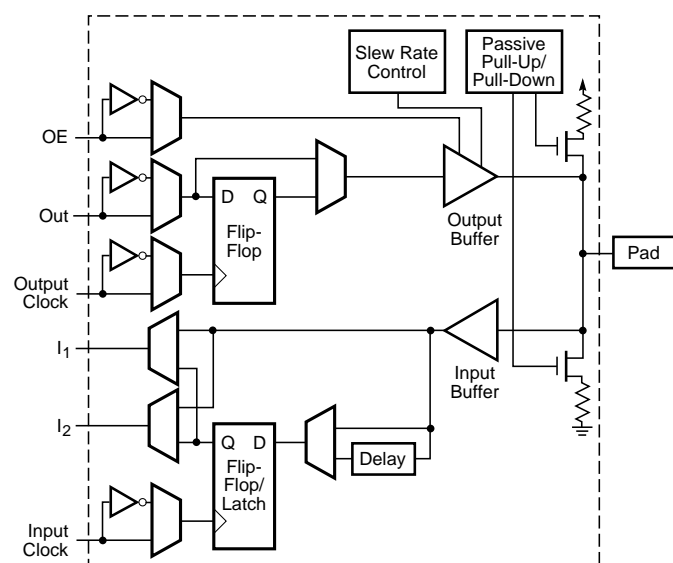 Slew Rate
Control
Passive
Pull-Up/
Pull-Down
OE
Out
D Q
Flip-
Flop
Output
Buffer
Pad
Output
Clock
I1
Input
Buffer
I2
Q D
Flip-
Flop/
Latch
Delay
Input
Clock